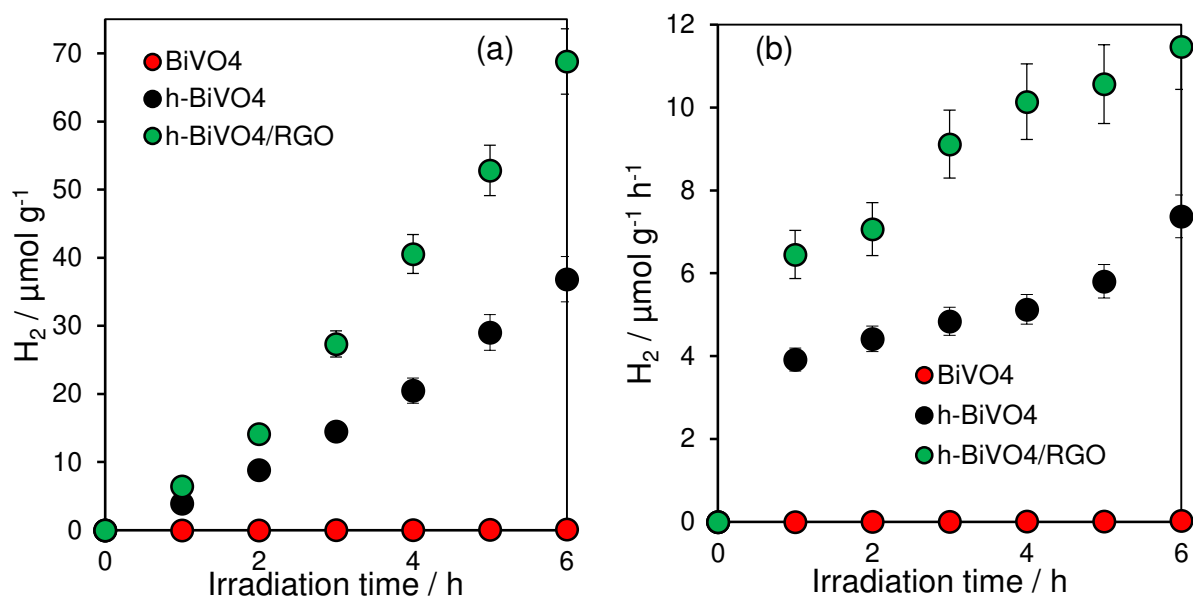 (a)
BiVO4
h-BiVO4
h-BiVO4/RGO
H₂ / µmol g⁻¹
70
60
50
40
30
20
10
0
0 2 4 6
Irradiation time / h
(b)
H₂ / µmol g⁻¹ h⁻¹
12
10
8
6
4
2
0
BiVO4
h-BiVO4
h-BiVO4/RGO
0 2 4 6
Irradiation time / h